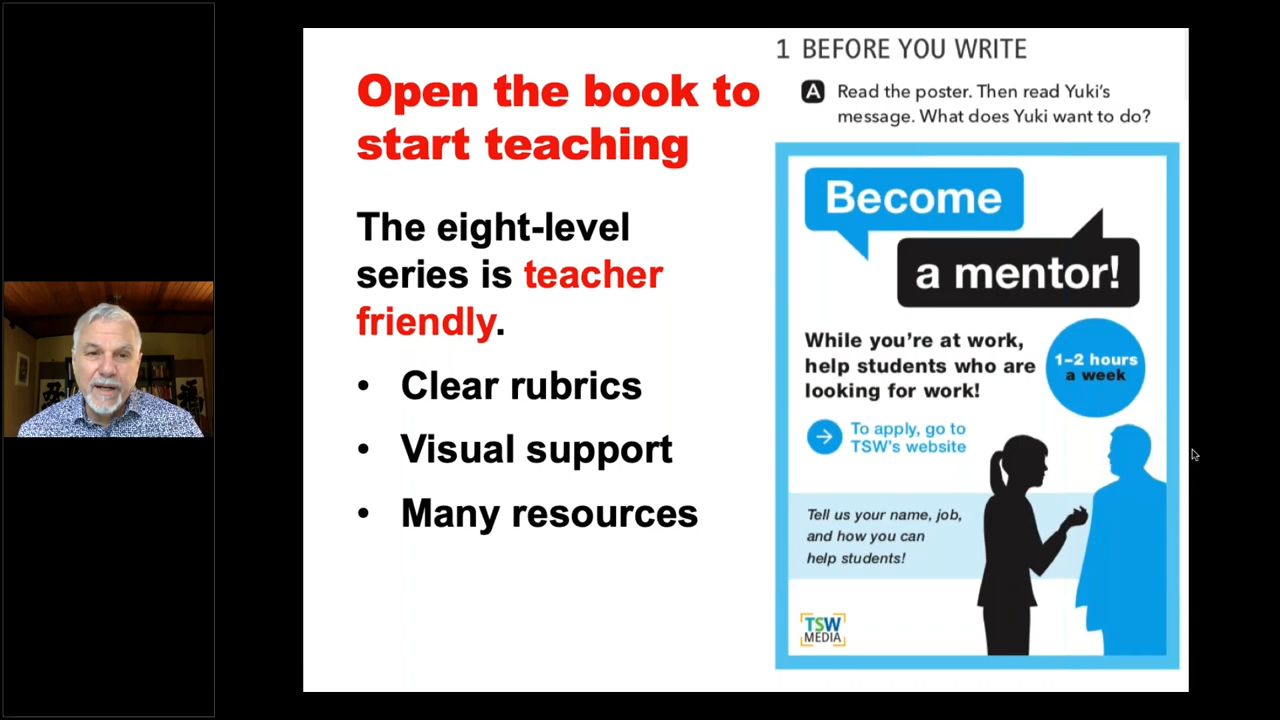 Open the book to
start teaching
The eight-level
series is teacher
friendly.
• Clear rubrics
• Visual support
• Many resources
1 BEFORE YOU WRITE
A Read the poster. Then read Yuki's
message. What does Yuki want to do?
Become
a mentor!
While you're at work,
help students who are
looking for work!
1–2 hours
a week
To apply, go to
TSW's website
Tell us your name, job,
and how you can
help students!
TSW
MEDIA